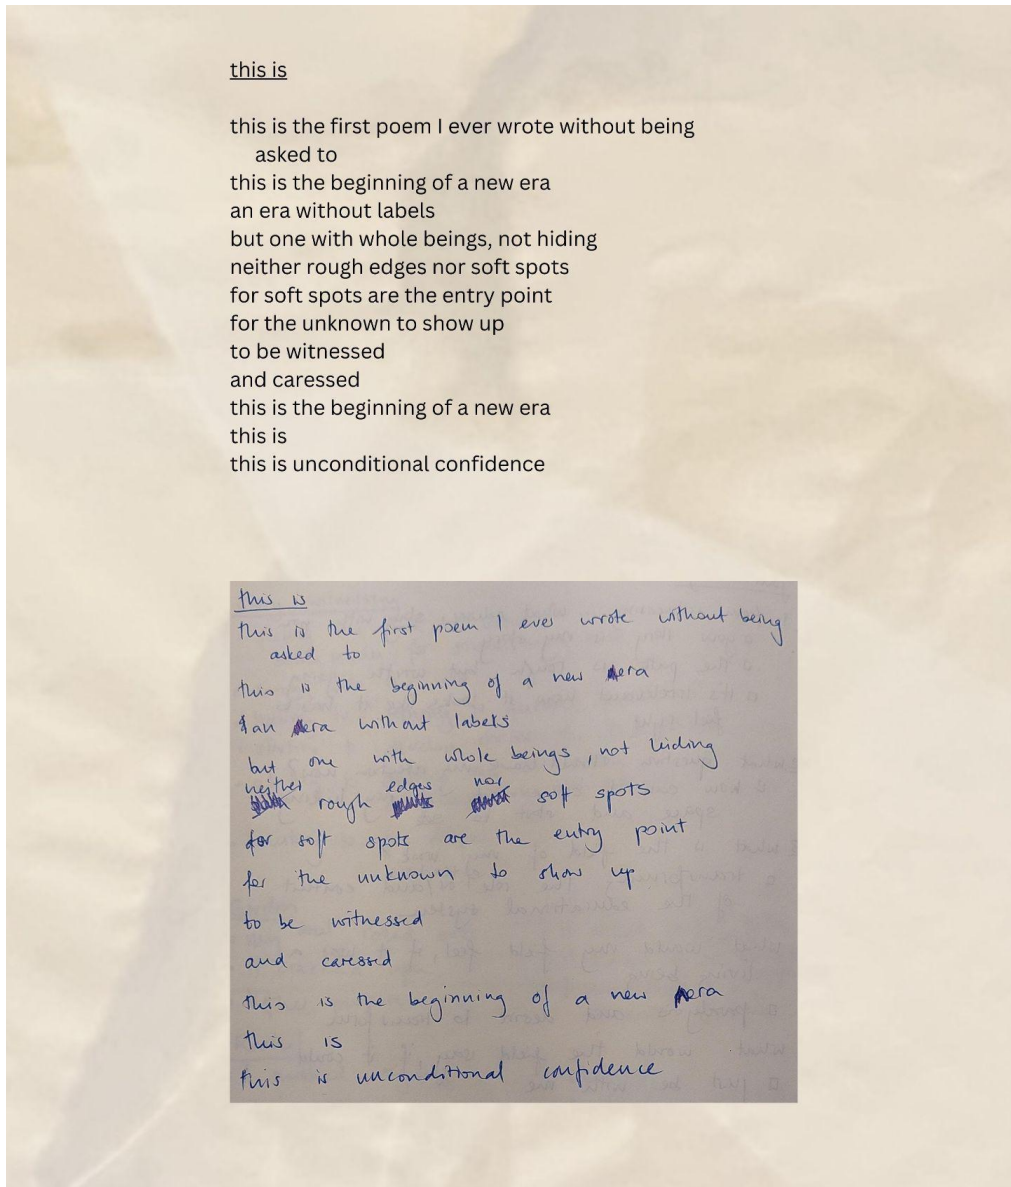 this is
this is the first poem I ever wrote without being
asked to
this is the beginning of a new era
an era without labels
but one with whole beings, not hiding
neither rough edges nor soft spots
for soft spots are the entry point
for the unknown to show up
to be witnessed
and caressed
this is the beginning of a new era
this is
this is unconditional confidence
this is
this is the first poem I ever wrote without being
asked to
this is the beginning of a new era
an era without labels
but one with whole beings, not hiding
neither edges nor
rough soft spots
for soft spots are the entry point
for the unknown to show up
to be witnessed
and caressed
this is the beginning of a new era
this is
this is unconditional confidence